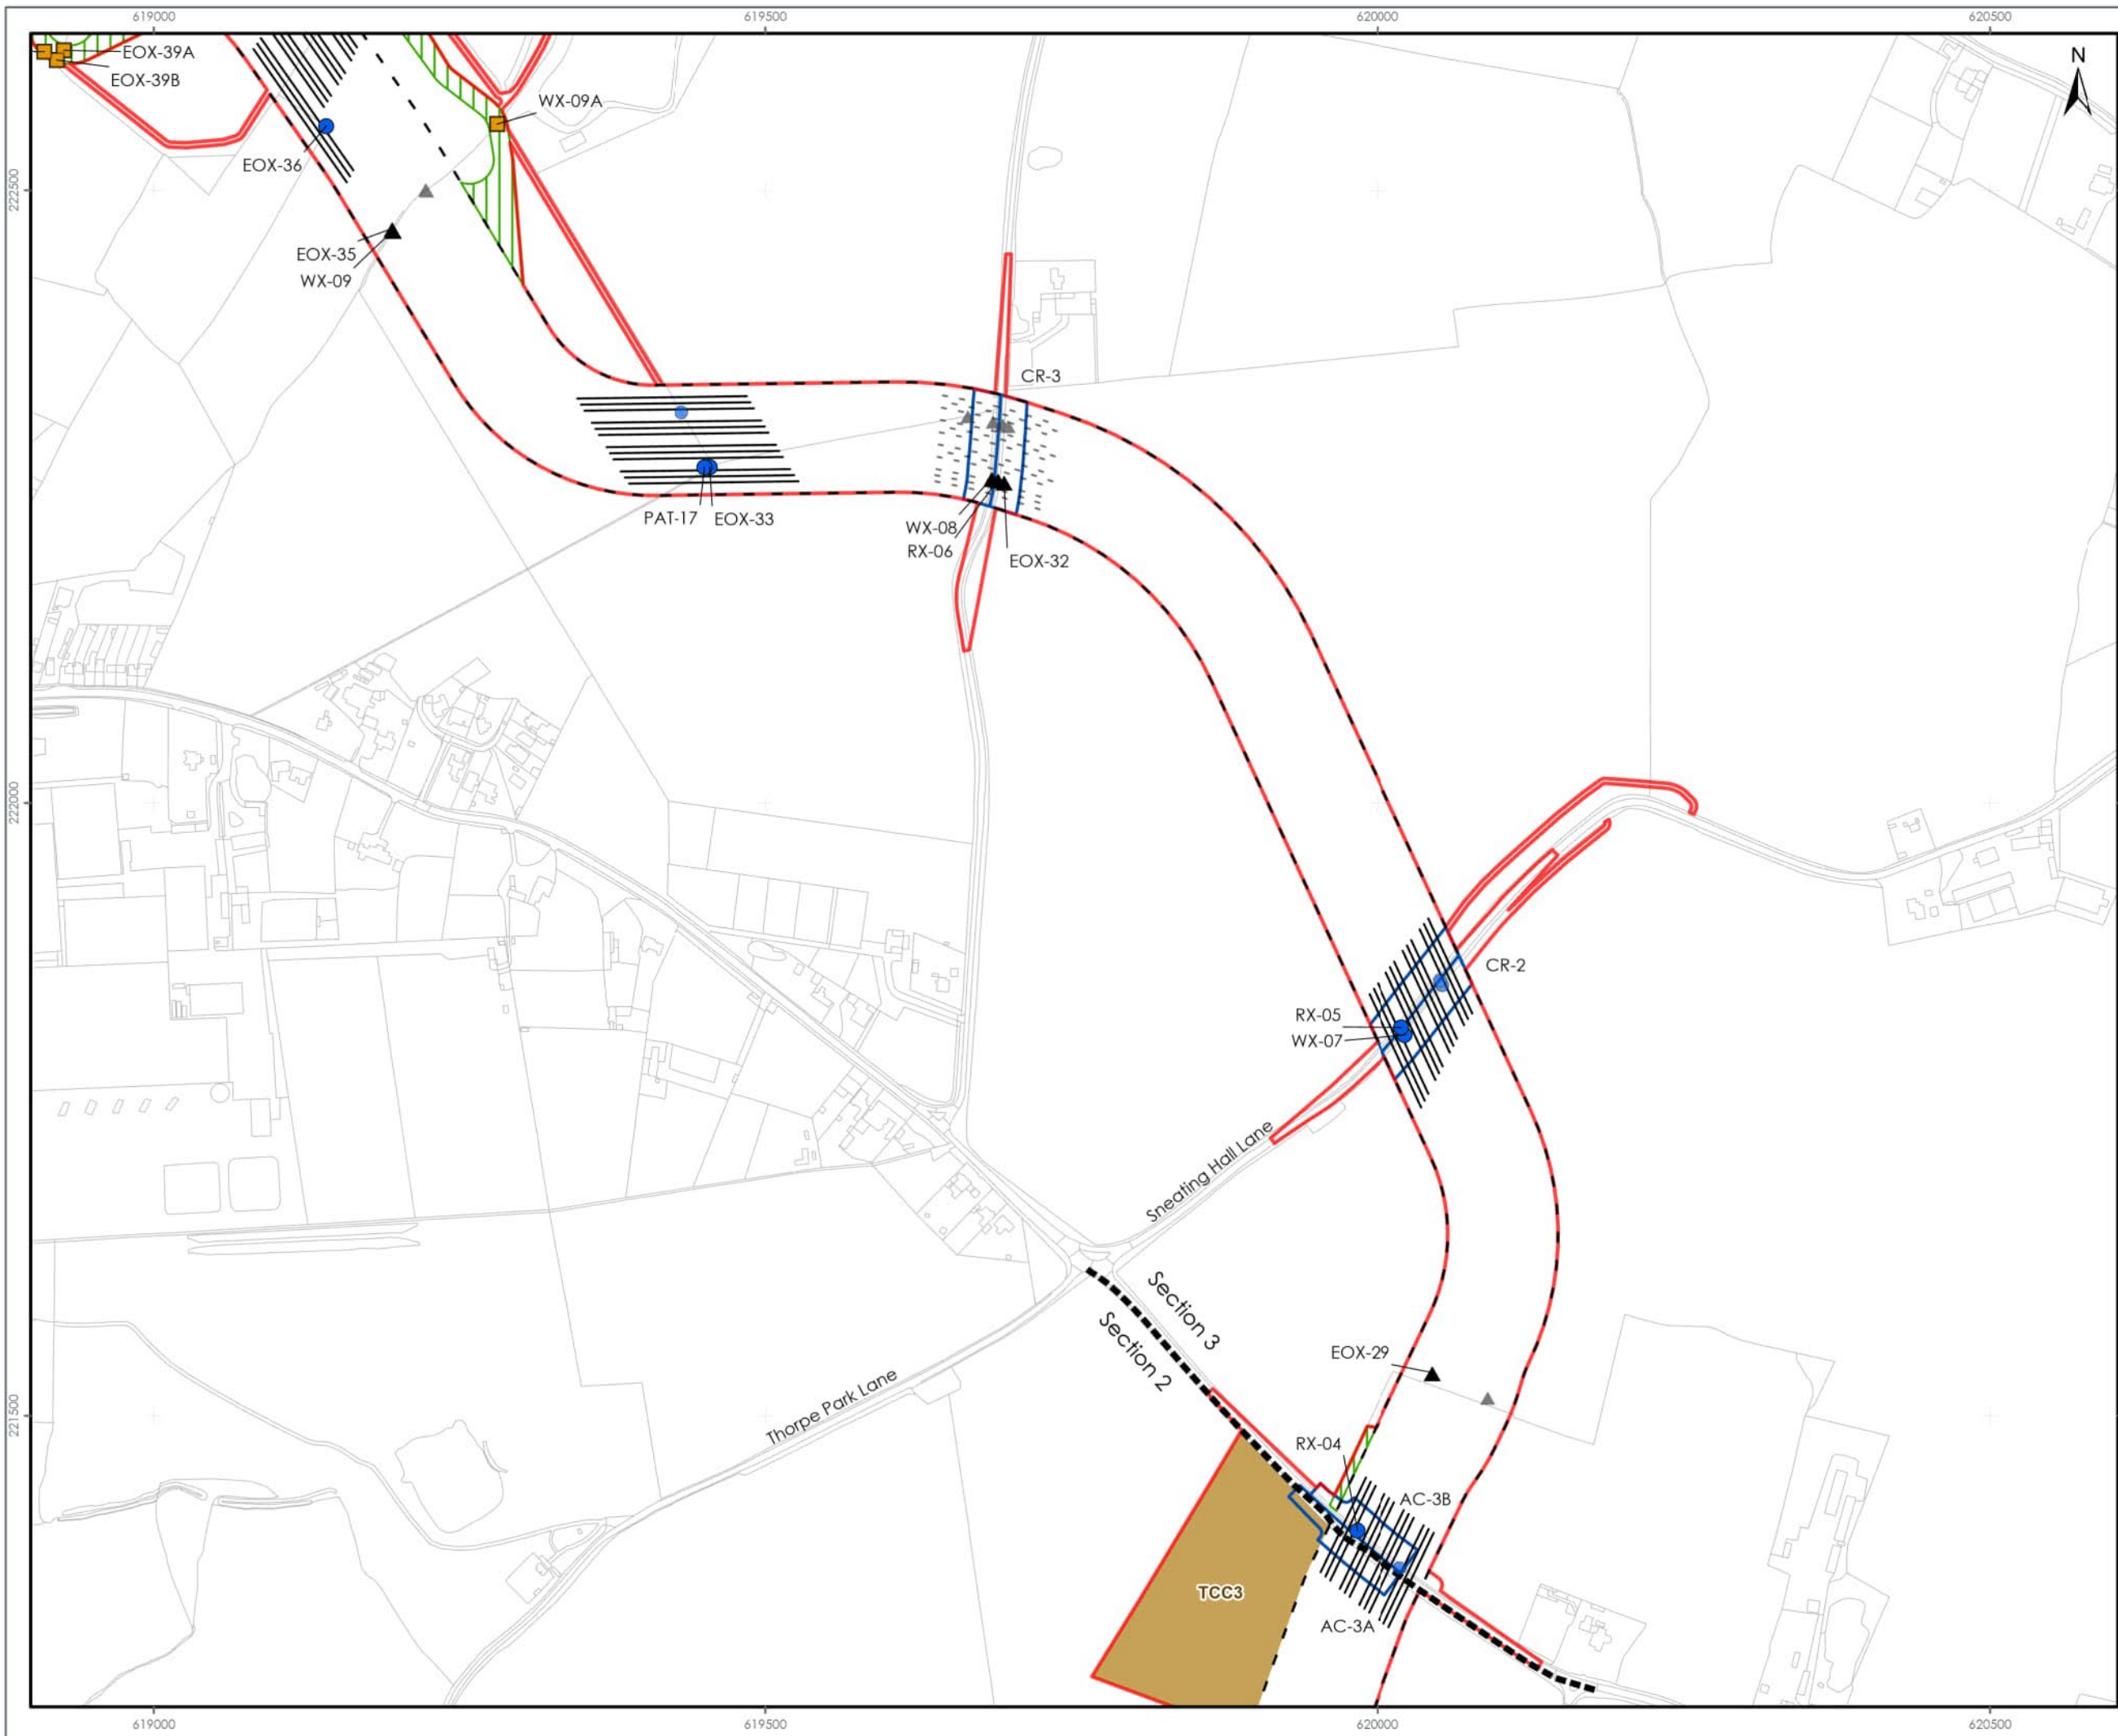 619000
619500
620000
620500
N
EOX-39A
EOX-39B
WX-09A
EOX-36
222500
EOX-35
WX-09
CR-3
PAT-17
EOX-33
WX-08
RX-06
EOX-32
222000
CR-2
RX-05
WX-07
Sneating Hall Lane
Section 3
Section 2
EOX-29
Thorpe Park Lane
221500
RX-04
AC-3B
TCC3
AC-3A
619000
619500
620000
620500